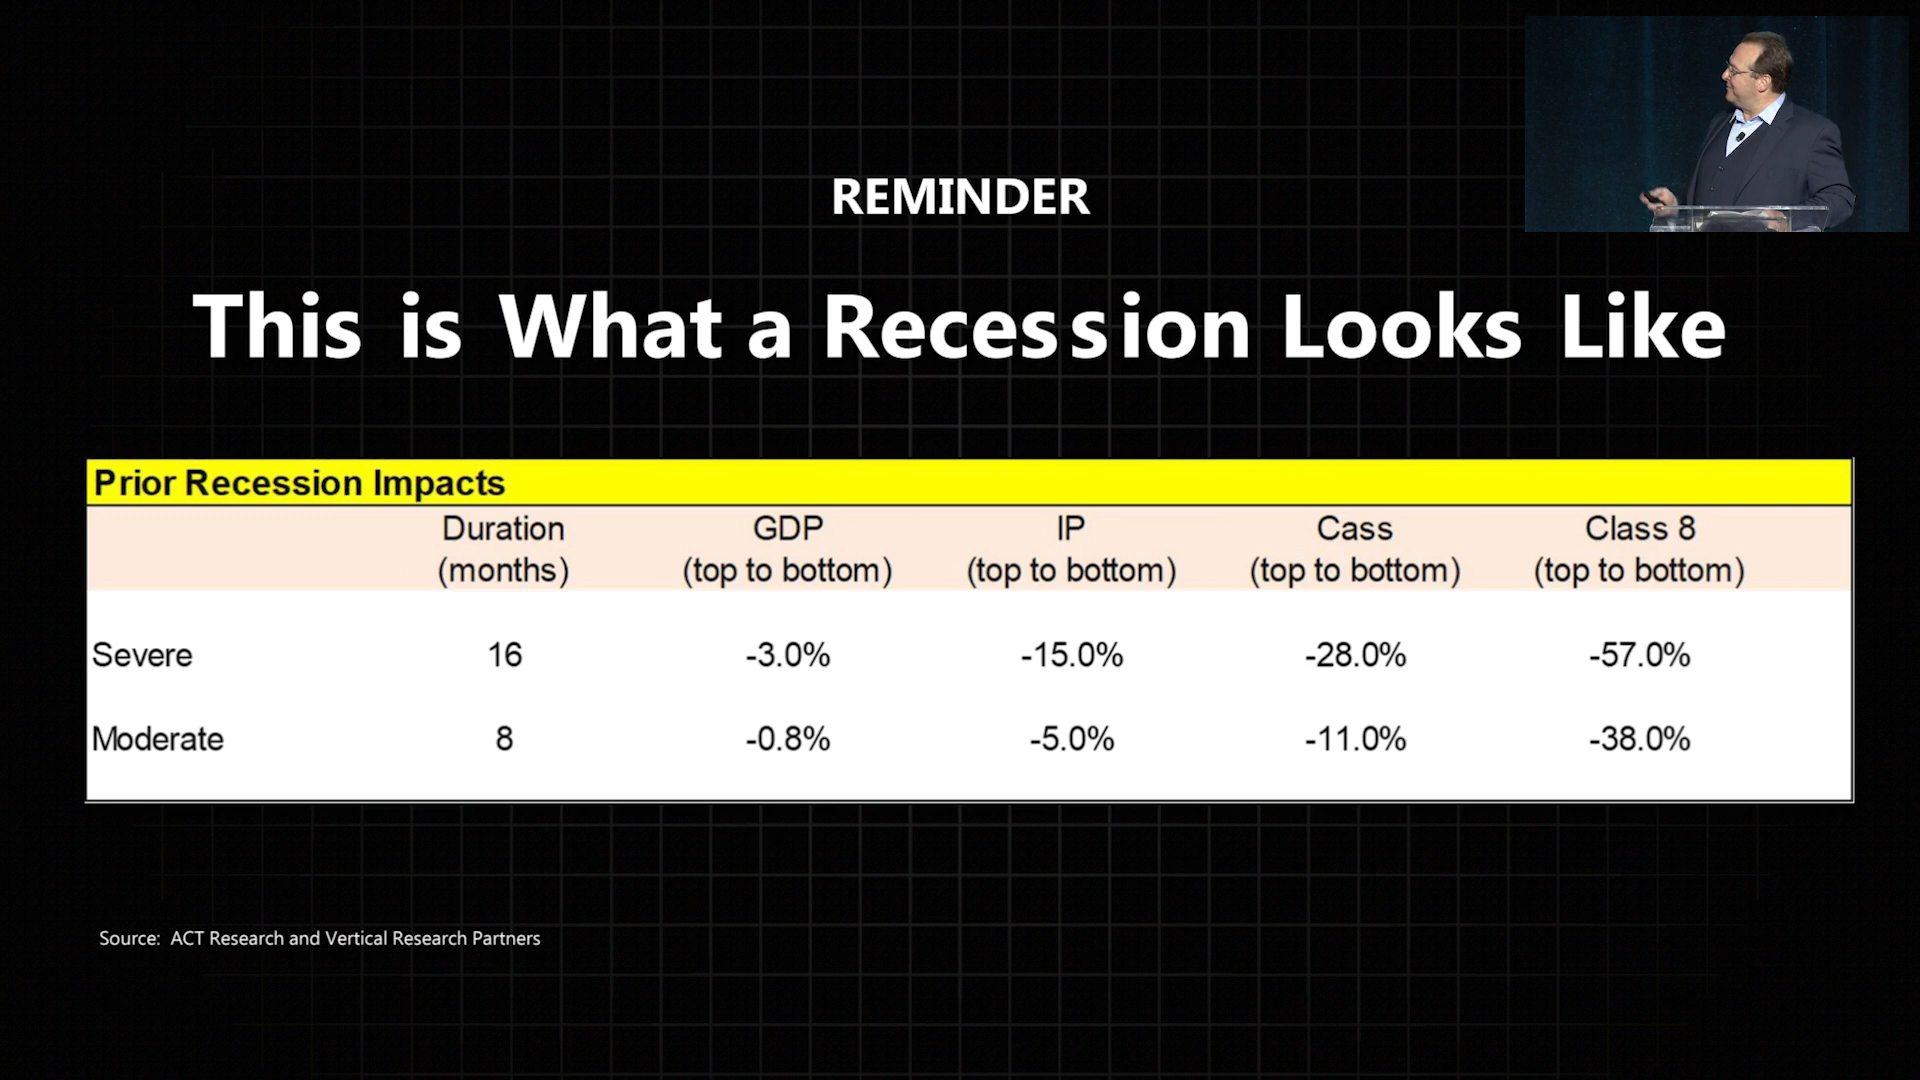 REMINDER
This is What a Recession Looks Like
Prior Recession Impacts
Duration GDP IP Cass Class 8
(months) (top to bottom) (top to bottom) (top to bottom) (top to bottom)
Severe 16 -3.0% -15.0% -28.0% -57.0%
Moderate 8 -0.8% -5.0% -11.0% -38.0%
Source: ACT Research and Vertical Research Partners